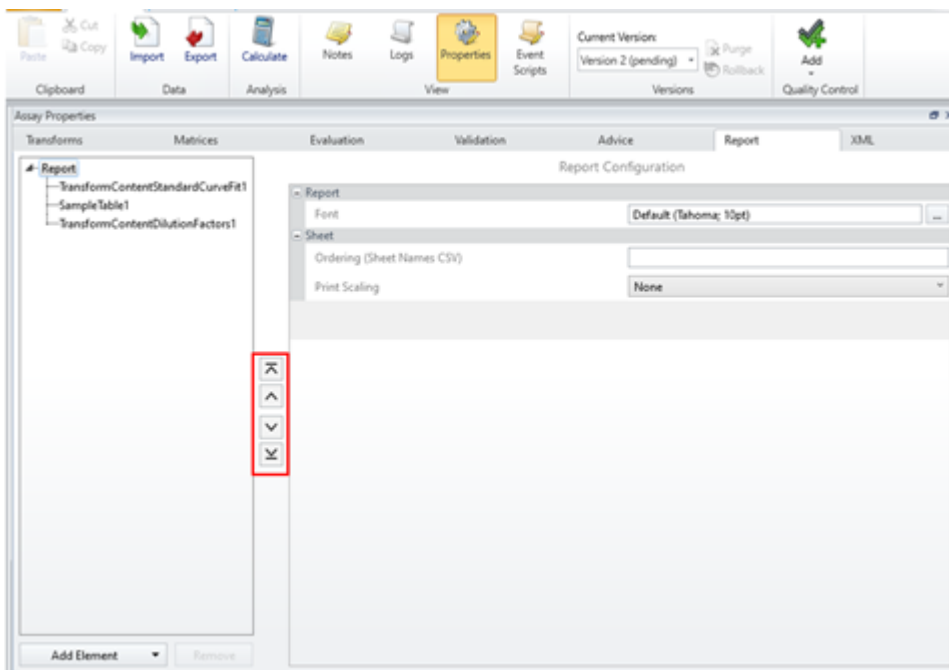 Cut
Copy
Paste
Import
Export
Calculate
Notes
Logs
Properties
Event Scripts
Current Version:
Version 2 (pending)
Purge
Rollback
Add
Clipboard
Data
Analysis
View
Versions
Quality Control
Assay Properties
Transforms
Matrices
Evaluation
Validation
Advice
Report
XML
Report
TransformContentStandardCurveFit1
SampleTable1
TransformContentDilutionFactors1
Report Configuration
Report
Font
Default (Tahoma; 10pt)
...
Sheet
Ordering (Sheet Names CSV)
Print Scaling
None
Add Element
Remove